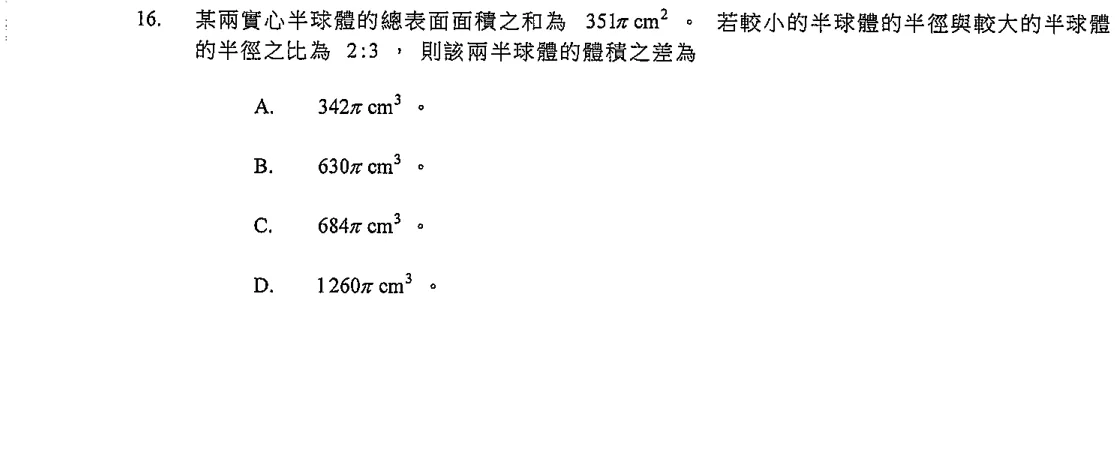 16. 某兩實心半球體的總表面面積之和為 351π cm² 。 若較小的半球體的半徑與較大的半球體
的半徑之比為 2:3 ， 則該兩半球體的體積之差為
A. 342π cm³ 。
B. 630π cm³ 。
C. 684π cm³ 。
D. 1260π cm³ 。